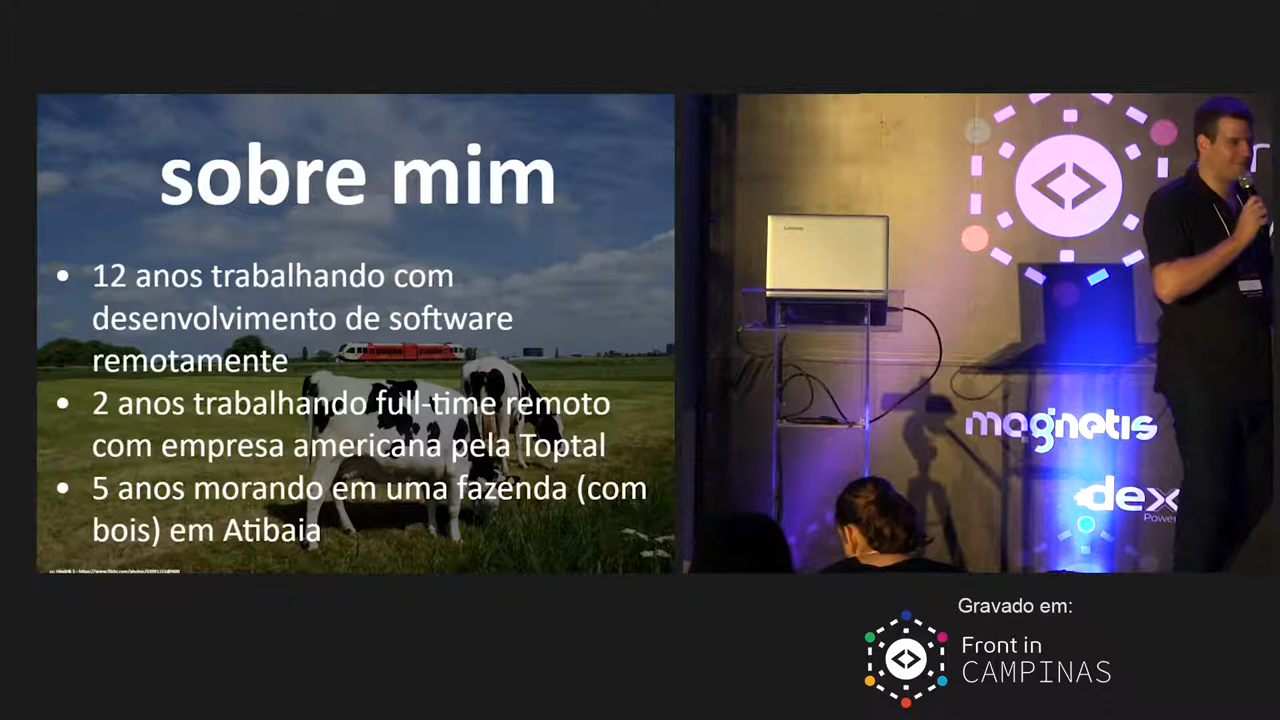 sobre mim
• 12 anos trabalhando com
desenvolvimento de software
remotamente
• 2 anos trabalhando full-time remoto
com empresa americana pela Toptal
• 5 anos morando em uma fazenda (com
bois) em Atibaia
Lenovo
magnetis
dex
Power
Gravado em:
Front in
CAMPINAS